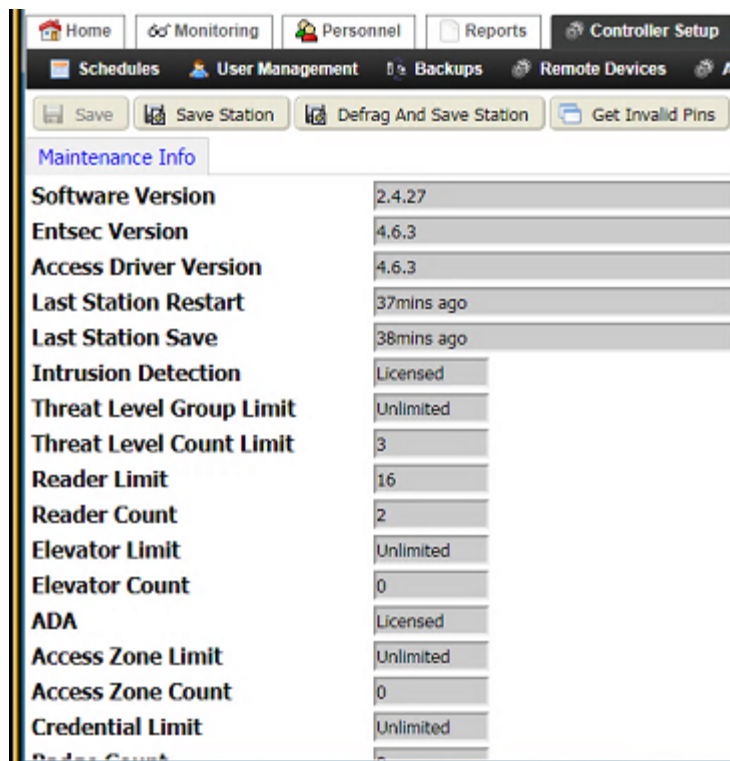 Home Monitoring Personnel Reports Controller Setup
Schedules User Management Backups Remote Devices
Save Save Station Defrag And Save Station Get Invalid Pins
Maintenance Info
Software Version 2.4.27
Entsec Version 4.6.3
Access Driver Version 4.6.3
Last Station Restart 37mins ago
Last Station Save 38mins ago
Intrusion Detection Licensed
Threat Level Group Limit Unlimited
Threat Level Count Limit 3
Reader Limit 16
Reader Count 2
Elevator Limit Unlimited
Elevator Count 0
ADA Licensed
Access Zone Limit Unlimited
Access Zone Count 0
Credential Limit Unlimited
Badge Count